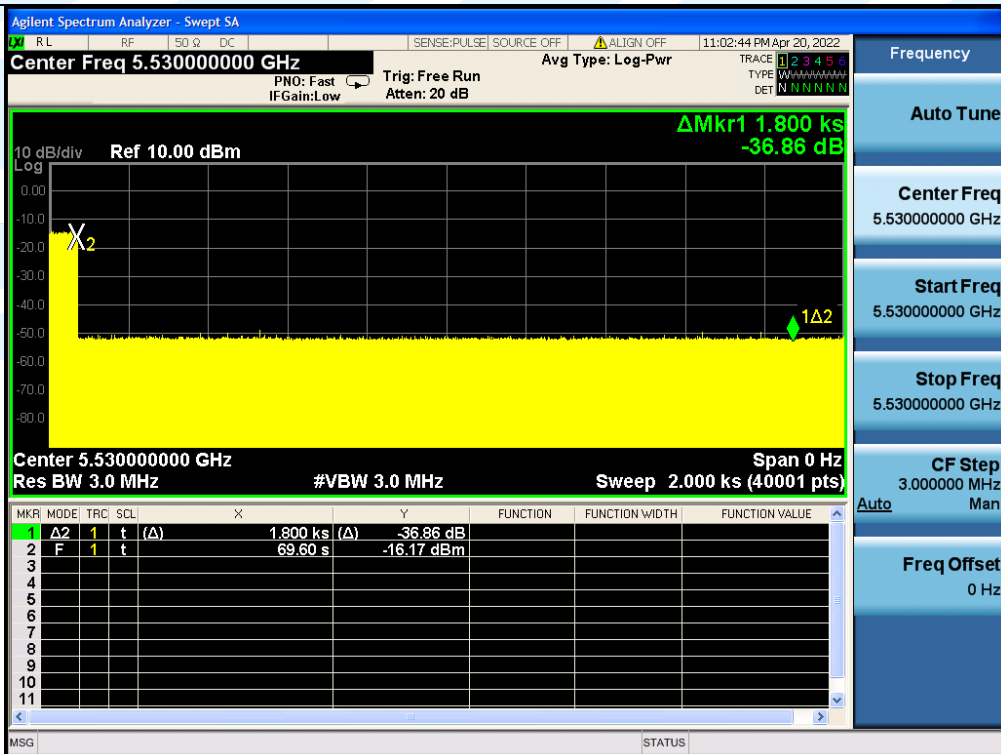 Agilent Spectrum Analyzer - Swept SA
LXI RL RF 50 Ω DC SENSE:PULSE SOURCE OFF ALIGN OFF 11:02:44 PM Apr 20, 2022
Center Freq 5.530000000 GHz
Avg Type: Log-Pwr
TRACE 1 2 3 4 5 6
TYPE
DET N N N N N N
PNO: Fast
IFGain:Low
Trig: Free Run
Atten: 20 dB
ΔMkr1 1.800 ks
-36.86 dB
10 dB/div Ref 10.00 dBm
Log
0.00
-10.0
-20.0
-30.0
-40.0
-50.0
-60.0
-70.0
-80.0
2
1Δ2
Center 5.530000000 GHz Span 0 Hz
Res BW 3.0 MHz #VBW 3.0 MHz Sweep 2.000 ks (40001 pts)
MKR MODE TRC SCL X Y FUNCTION FUNCTION WIDTH FUNCTION VALUE
1 Δ2 1 t (Δ) 1.800 ks (Δ) -36.86 dB
2 F 1 t 69.60 s -16.17 dBm
3
4
5
6
7
8
9
10
11
MSG STATUS
Frequency
Auto Tune
Center Freq
5.530000000 GHz
Start Freq
5.530000000 GHz
Stop Freq
5.530000000 GHz
CF Step
3.000000 MHz
Auto Man
Freq Offset
0 Hz